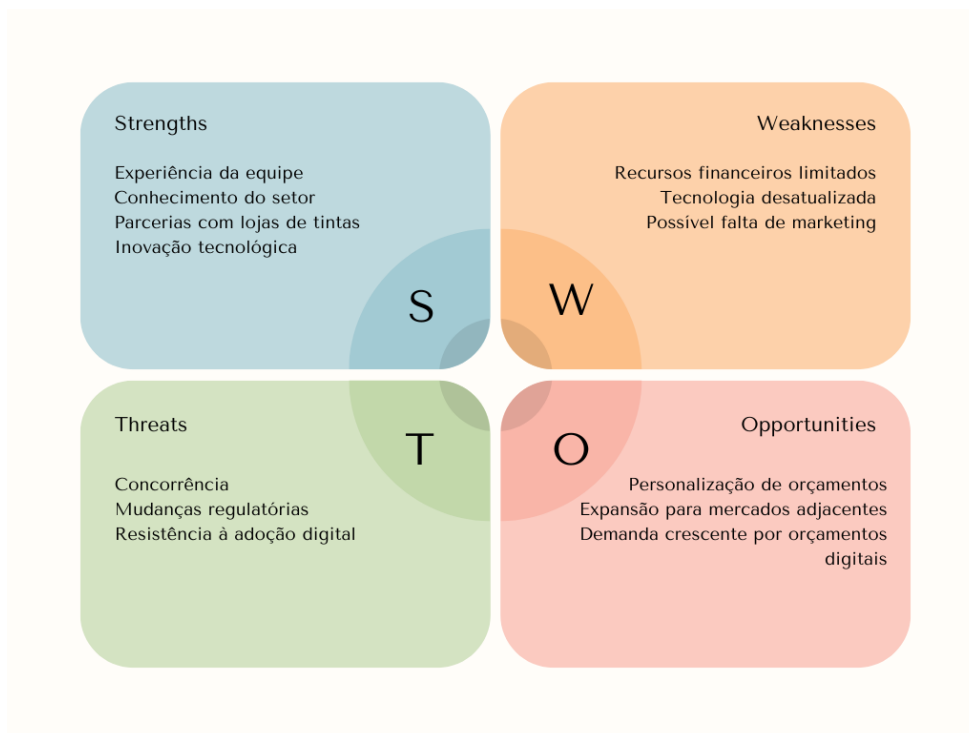 Strengths
Experiência da equipe
Conhecimento do setor
Parcerias com lojas de tintas
Inovação tecnológica
S
Weaknesses
Recursos financeiros limitados
Tecnologia desatualizada
Possível falta de marketing
W
Threats
Concorrência
Mudanças regulatórias
Resistência à adoção digital
T
Opportunities
Personalização de orçamentos
Expansão para mercados adjacentes
Demanda crescente por orçamentos
digitais
O